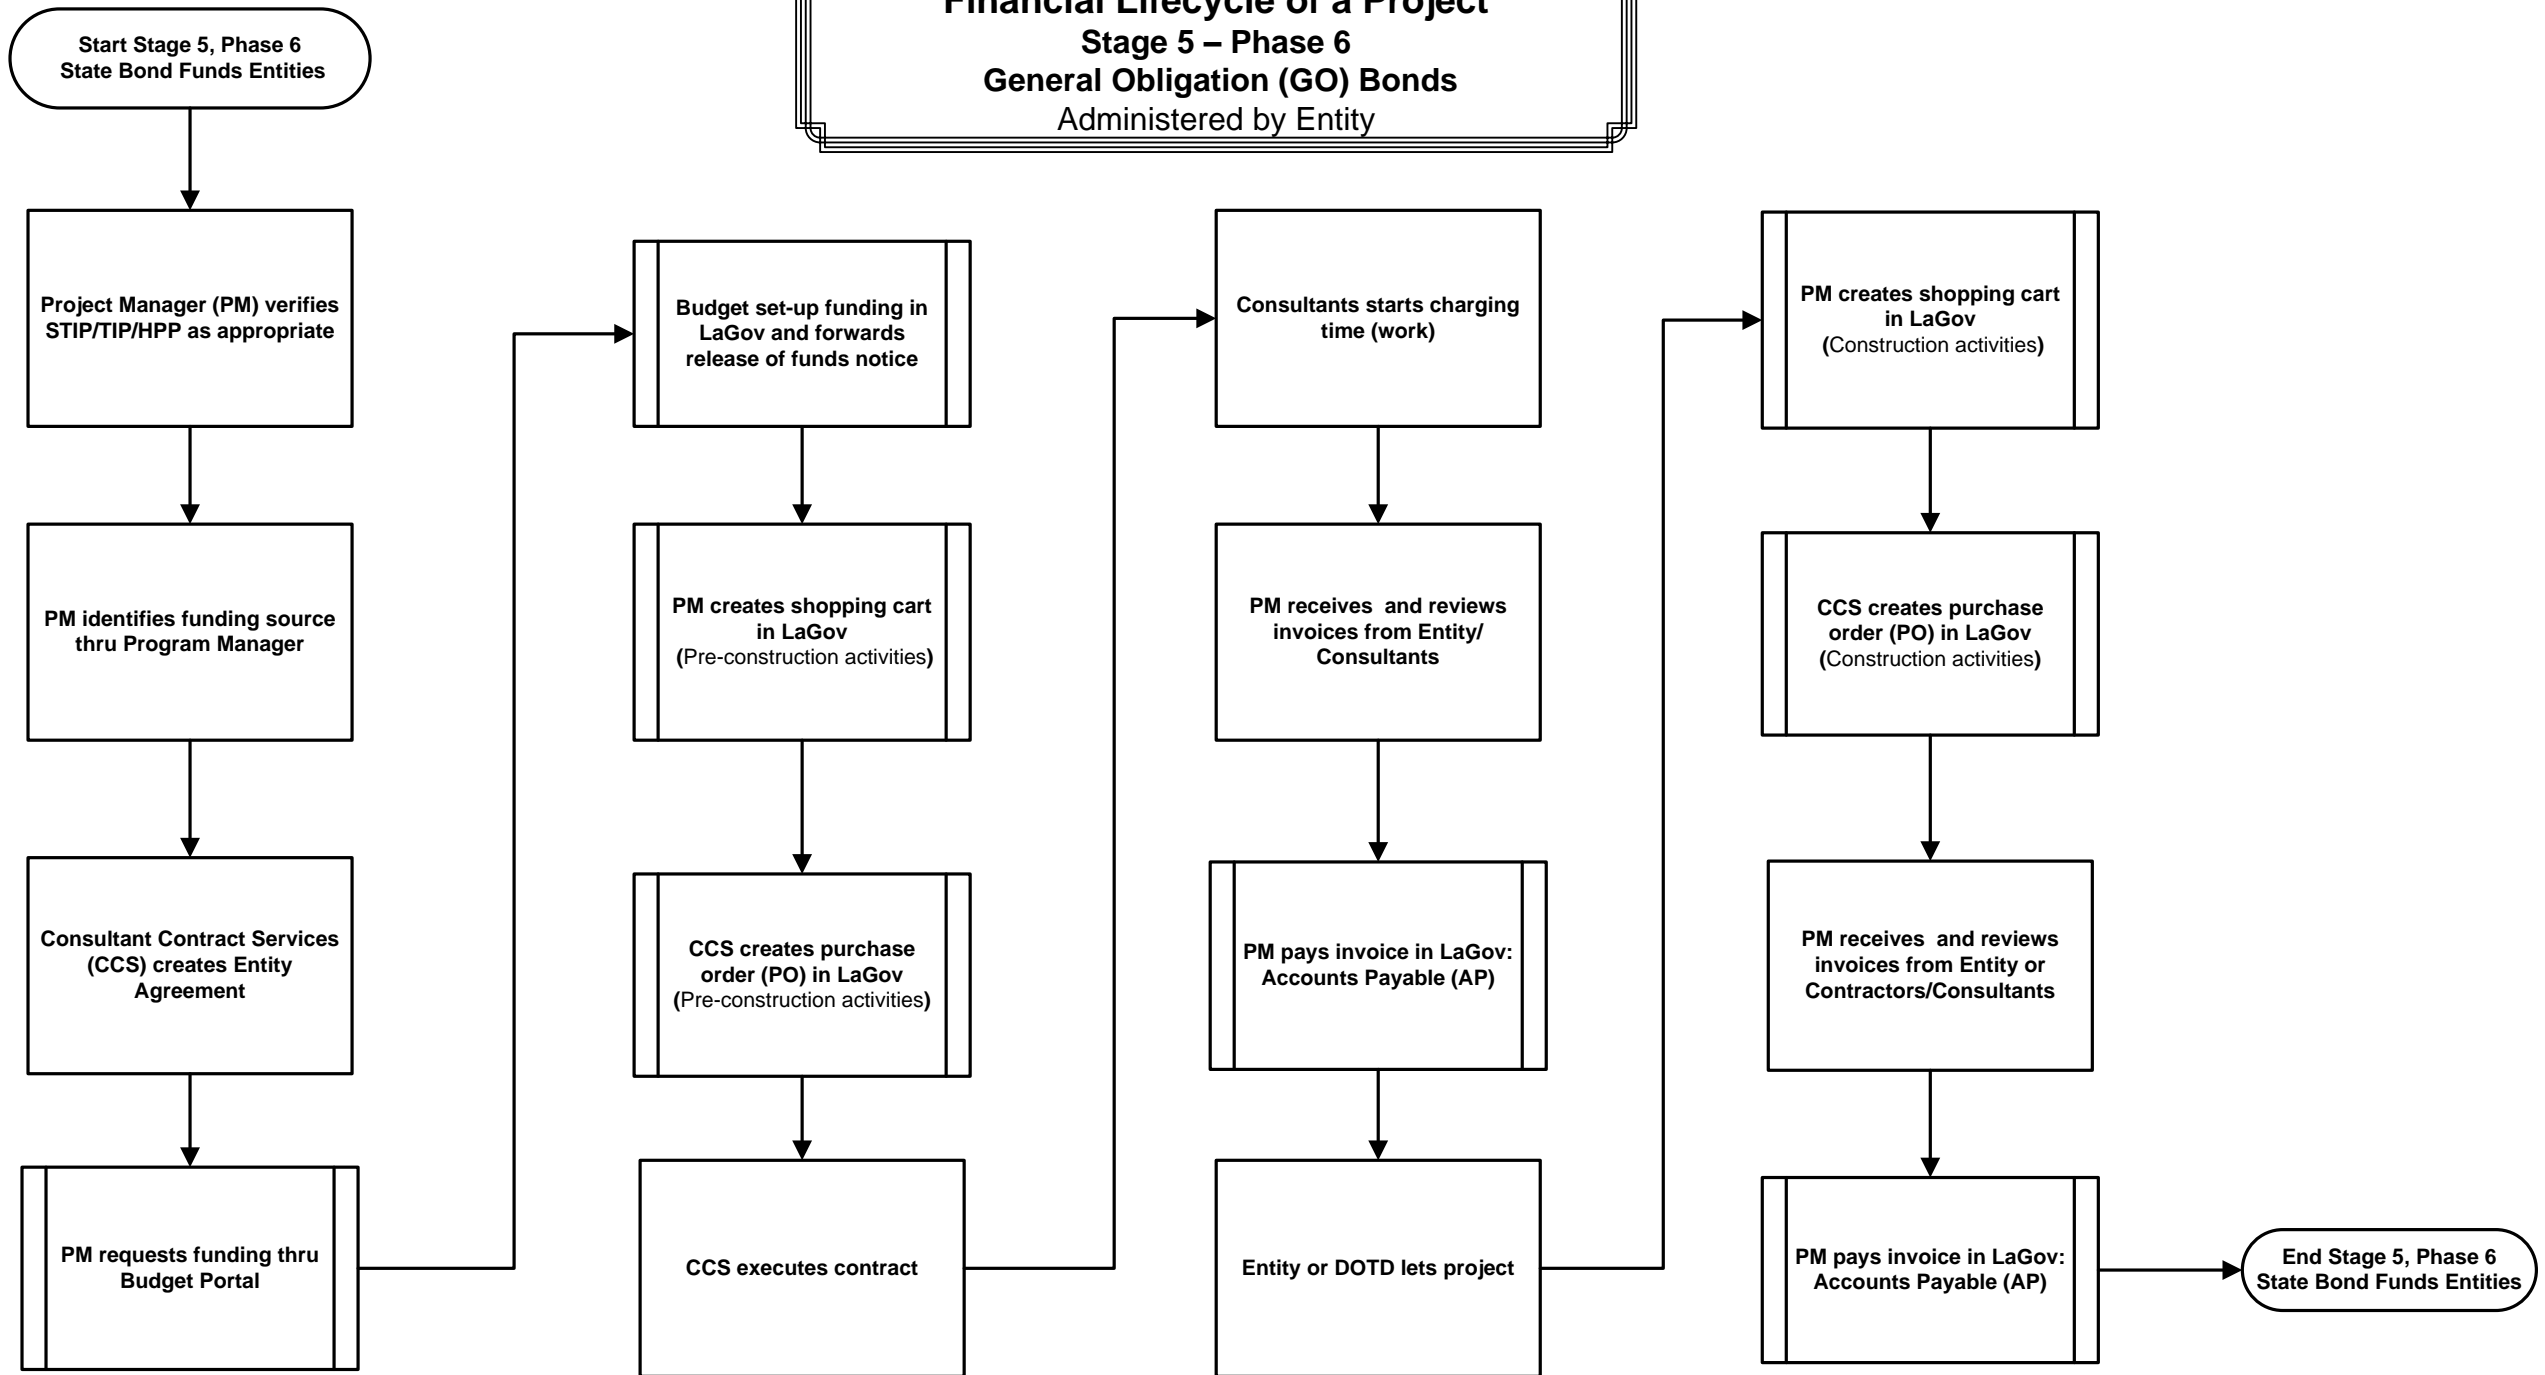 Start Stage 5, Phase 6
State Bond Funds Entities
Financial Lifecycle of a Project
Stage 5 – Phase 6
General Obligation (GO) Bonds
Administered by Entity
Project Manager (PM) verifies
STIP/TIP/HPP as appropriate
PM identifies funding source
thru Program Manager
Consultant Contract Services
(CCS) creates Entity
Agreement
PM requests funding thru
Budget Portal
Budget set-up funding in
LaGov and forwards
release of funds notice
PM creates shopping cart
in LaGov
(Pre-construction activities)
CCS creates purchase
order (PO) in LaGov
(Pre-construction activities)
CCS executes contract
Consultants starts charging
time (work)
PM receives and reviews
invoices from Entity/
Consultants
PM pays invoice in LaGov:
Accounts Payable (AP)
Entity or DOTD lets project
PM creates shopping cart
in LaGov
(Construction activities)
CCS creates purchase
order (PO) in LaGov
(Construction activities)
PM receives and reviews
invoices from Entity or
Contractors/Consultants
PM pays invoice in LaGov:
Accounts Payable (AP)
End Stage 5, Phase 6
State Bond Funds Entities